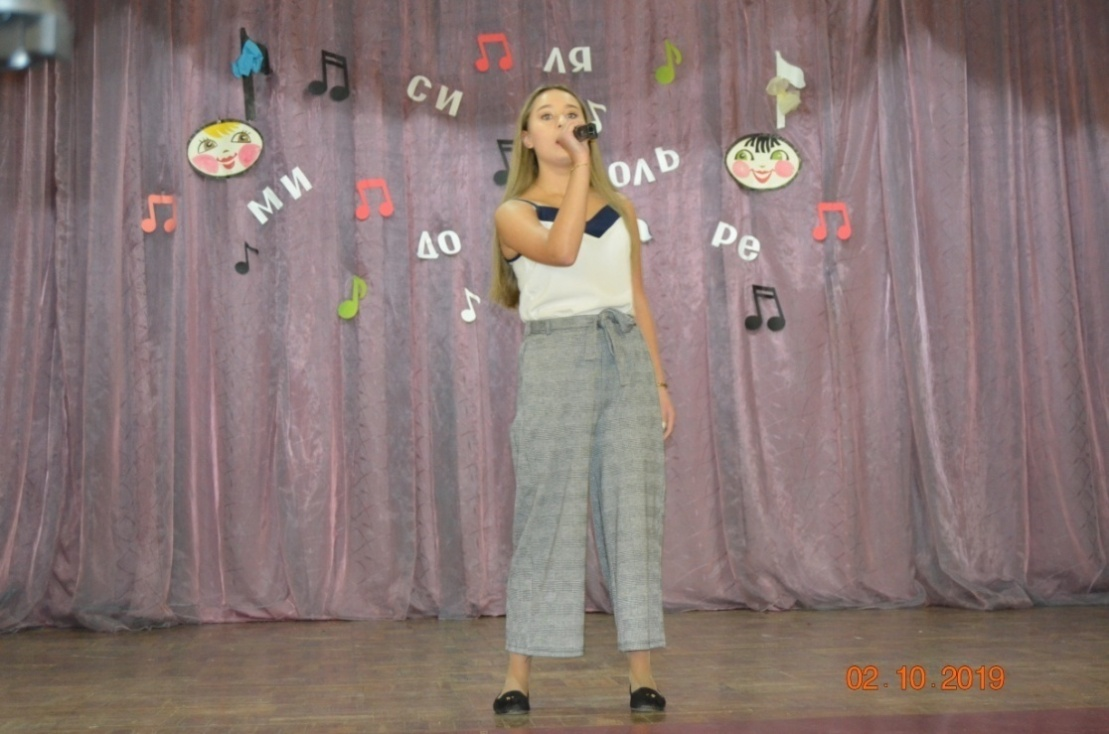 ЛЯ
СИ
ОЛЬ
МИ
ДО
РЕ
02.10.2019